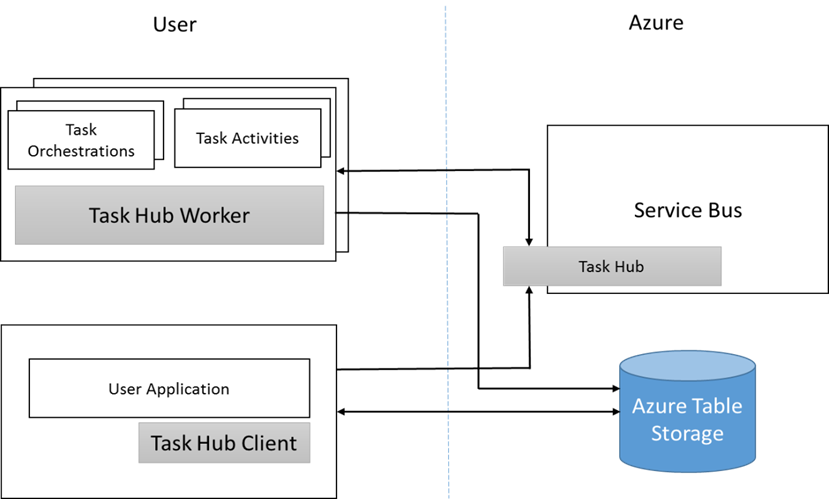 User
Azure
Task
Orchestrations
Task Activities
Task Hub Worker
Service Bus
Task Hub
User Application
Task Hub Client
Azure Table
Storage